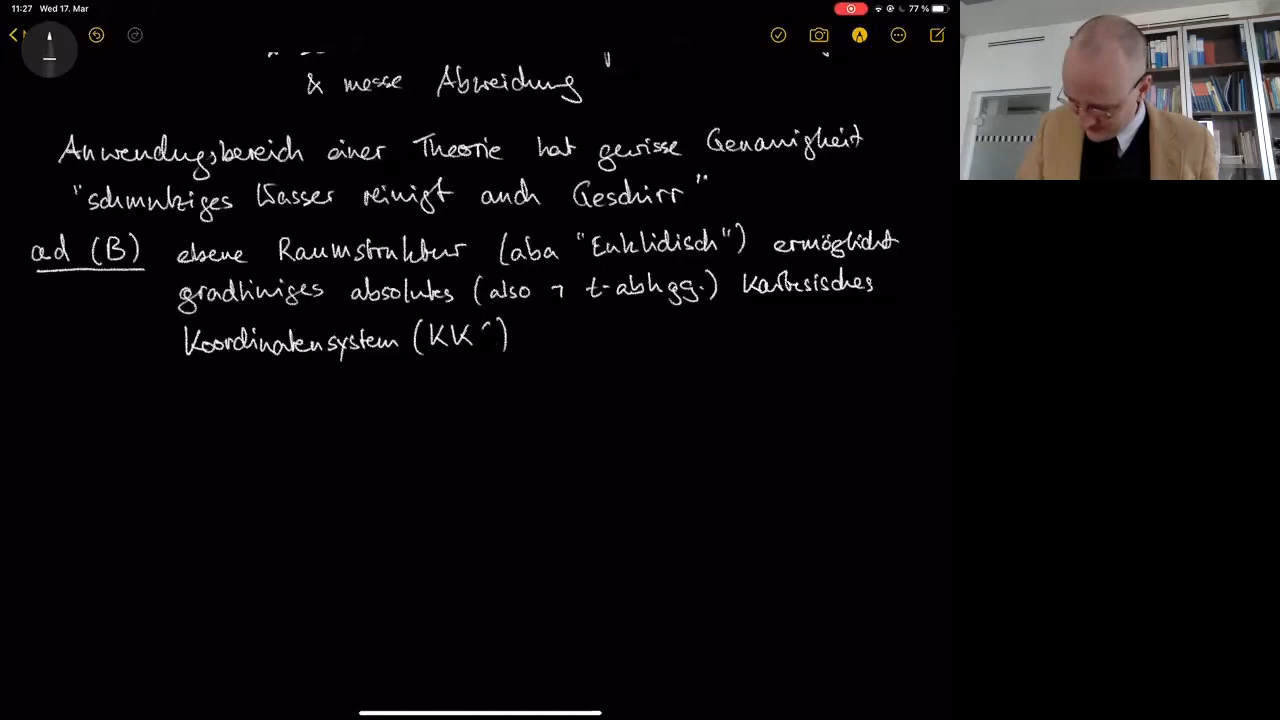 11:27 Wed 17. Mar
77 %
& messe Abweichung
Anwendungsbereich einer Theorie hat gewisse Genauigkeit
"schmutziges Wasser reinigt auch Geschirr"
ad (B) ebene Raumstruktur (aba "Euklidisch") ermöglicht
gradliniges absolutes (also ¬ t-abhgg.) Kartesisches
Koordinatensystem (KK )